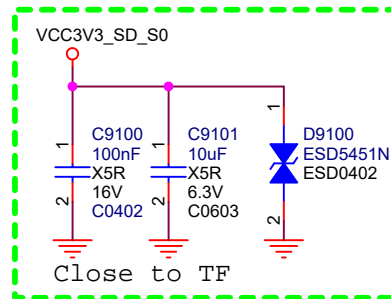 VCC3V3_SD_S0
1
C9100
100nF
X5R
16V
C0402
2
1
C9101
10uF
X5R
6.3V
C0603
2
1
D9100
ESD5451N
ESD0402
2
Close to TF